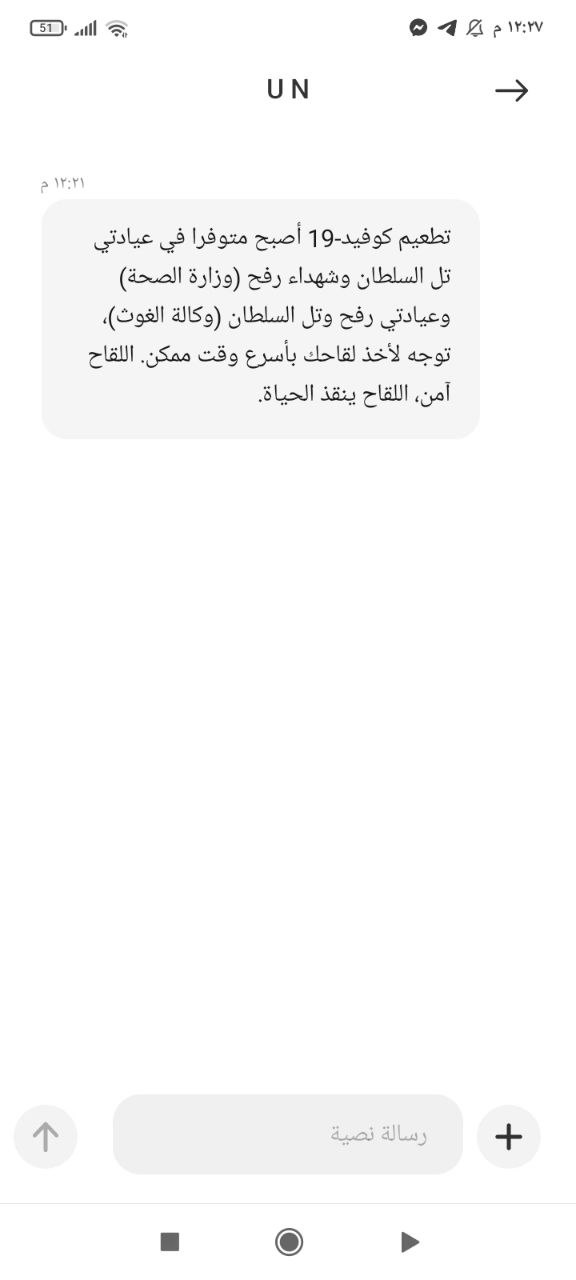 51
١٢:٢٧ م
UN
١٢:٢١ م
تطعيم كوفيد-19 أصبح متوفرا في عيادتي
تل السلطان وشهداء رفح (وزارة الصحة)
وعيادتي رفح وتل السلطان (وكالة الغوث)،
توجه لأخذ لقاحك بأسرع وقت ممكن. اللقاح
آمن، اللقاح ينقذ الحياة.
رسالة نصية